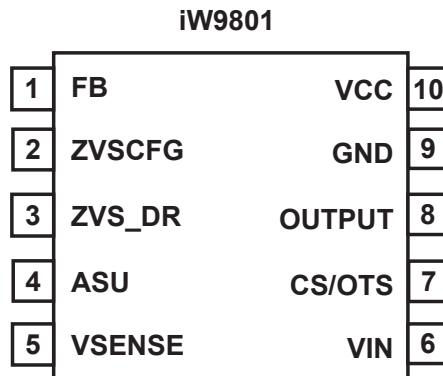 iW9801
1 FB VCC 10
2 ZVSCFG GND 9
3 ZVS_DR OUTPUT 8
4 ASU CS/OTS 7
5 VSENSE VIN 6